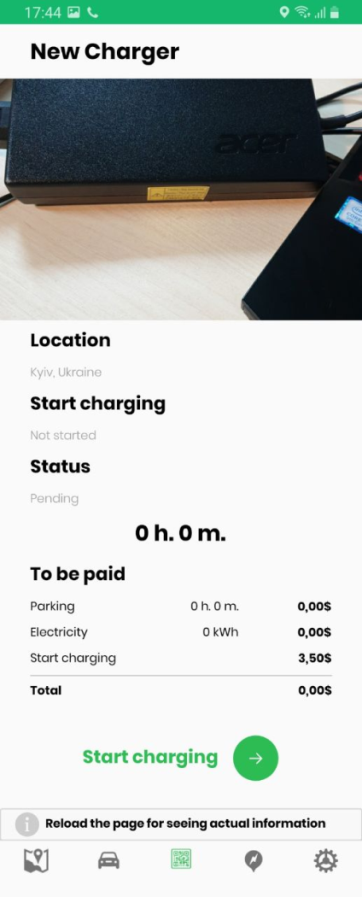 17:44
New Charger
acer
Location
Kyiv, Ukraine
Start charging
Not started
Status
Pending
0 h. 0 m.
To be paid
Parking 0 h. 0 m. 0,00$
Electricity 0 kWh 0,00$
Start charging 3,50$
Total 0,00$
Start charging
Reload the page for seeing actual information